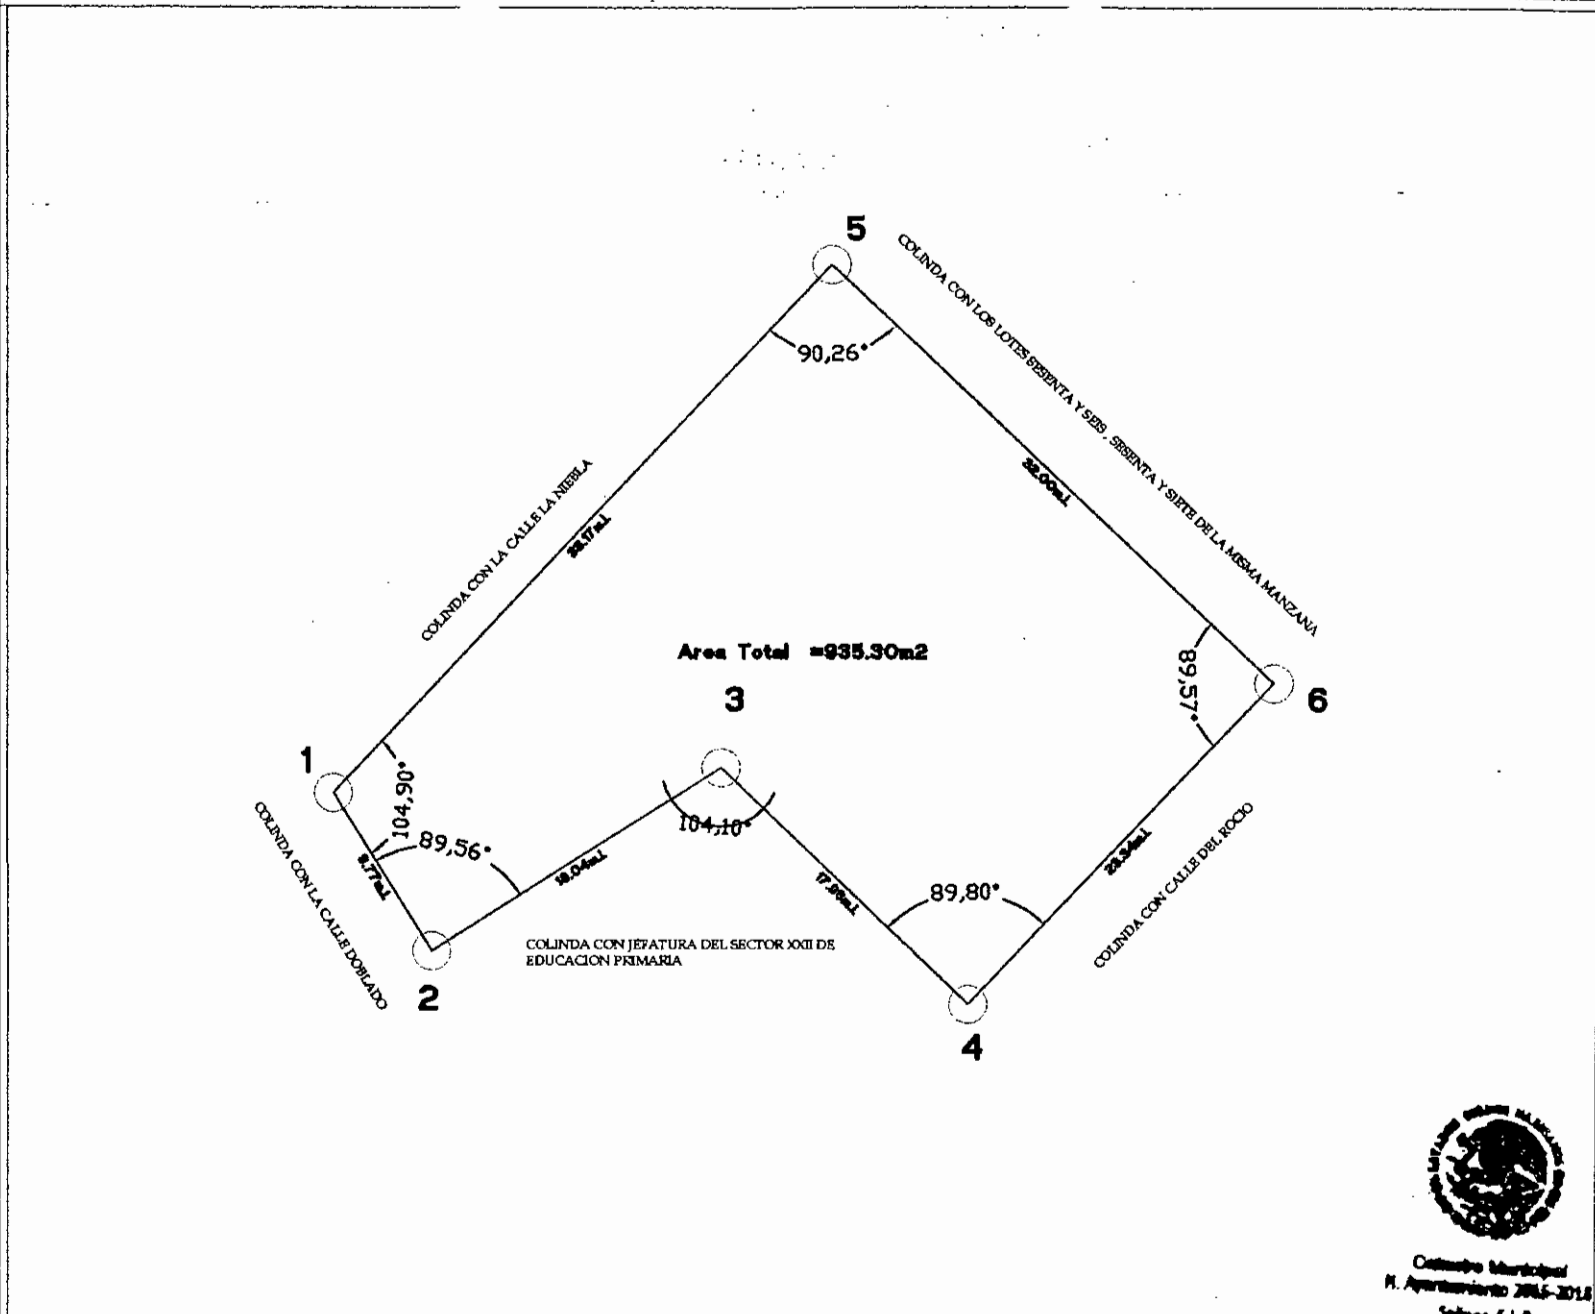 5
COLINDA CON LOS LOTES SESENTA Y SEIS , SESENTA Y SIETE DE LA MISMA MANZANA
90,26°
32.00m.l.
COLINDA CON LA CALLE LA NIEBLA
Area Total =935.30m2
89,57°
6
3
1
104,90°
104,10°
89,56°
COLINDA CON LA CALLE DOBLADO
89,80°
COLINDA CON CALLE DEL ROCIO
COLINDA CON JEFATURA DEL SECTOR XXII DE
EDUCACION PRIMARIA
2
4
Catastro Municipal
H. Ayuntamiento